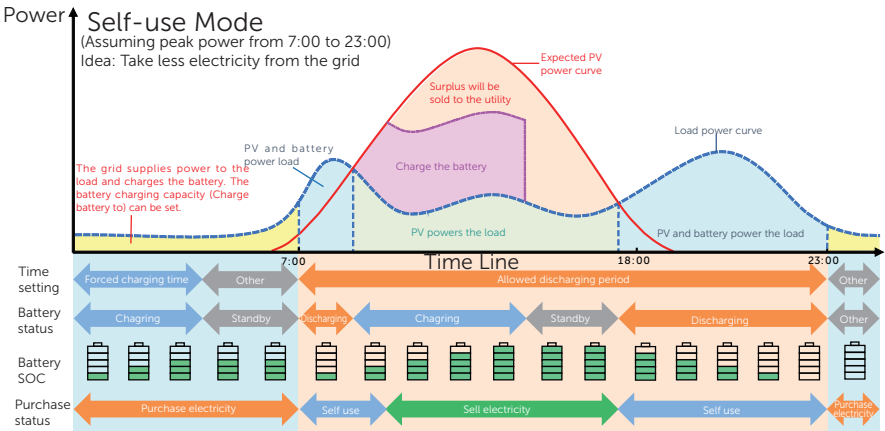 Power
Self-use Mode
(Assuming peak power from 7:00 to 23:00)
Idea: Take less electricity from the grid
Expected PV
power curve
Surplus will be
sold to the utility
Load power curve
PV and battery
power load
Charge the battery
The grid supplies power to the
load and charges the battery. The
battery charging capacity (Charge
battery to) can be set.
PV powers the load
PV and battery power the load
7:00
Time Line
18:00
23:00
Time
setting
Forced charging time
Other
Allowed discharging period
Other
Battery
status
Chagring
Standby
Discharging
Chagring
Standby
Discharging
Other
Battery
SOC
Purchase
status
Purchase electricity
Self use
Sell electricity
Self use
Purchase
electricity